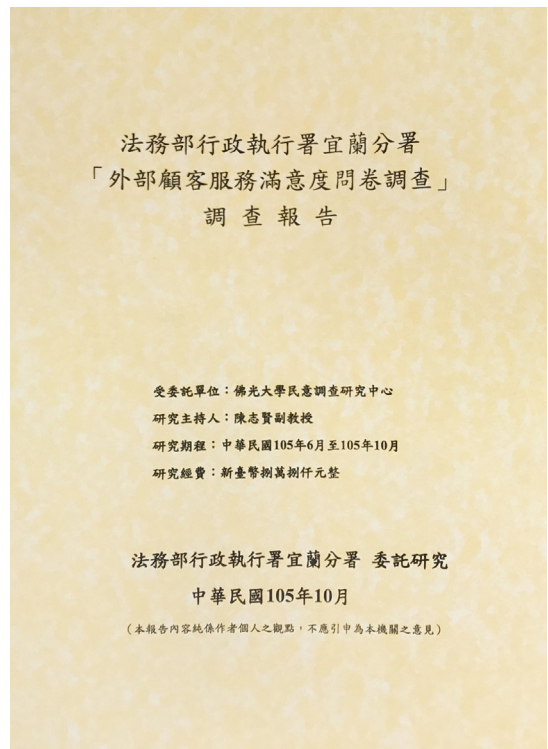 法務部行政執行署宜蘭分署
「外部顧客服務滿意度問卷調查」
調查報告
受委託單位：佛光大學民意調查研究中心
研究主持人：陳志賢副教授
研究期程：中華民國105年6月至105年10月
研究經費：新臺幣捌萬捌仟元整
法務部行政執行署宜蘭分署 委託研究
中華民國105年10月
（本報告內容純係作者個人之觀點，不應引申為本機關之意見）